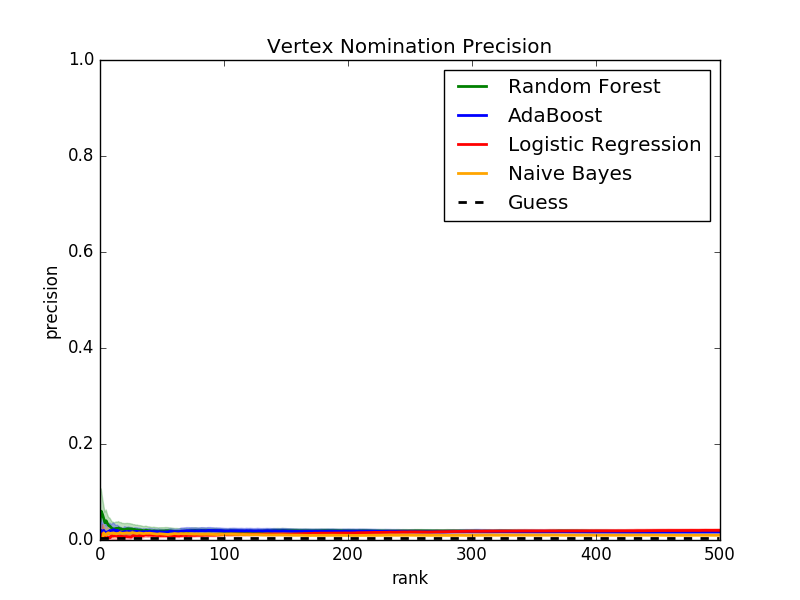 Vertex Nomination Precision
1.0
0.8
0.6
0.4
0.2
0.0
precision
Random Forest
AdaBoost
Logistic Regression
Naive Bayes
Guess
0
100
200
300
400
500
rank